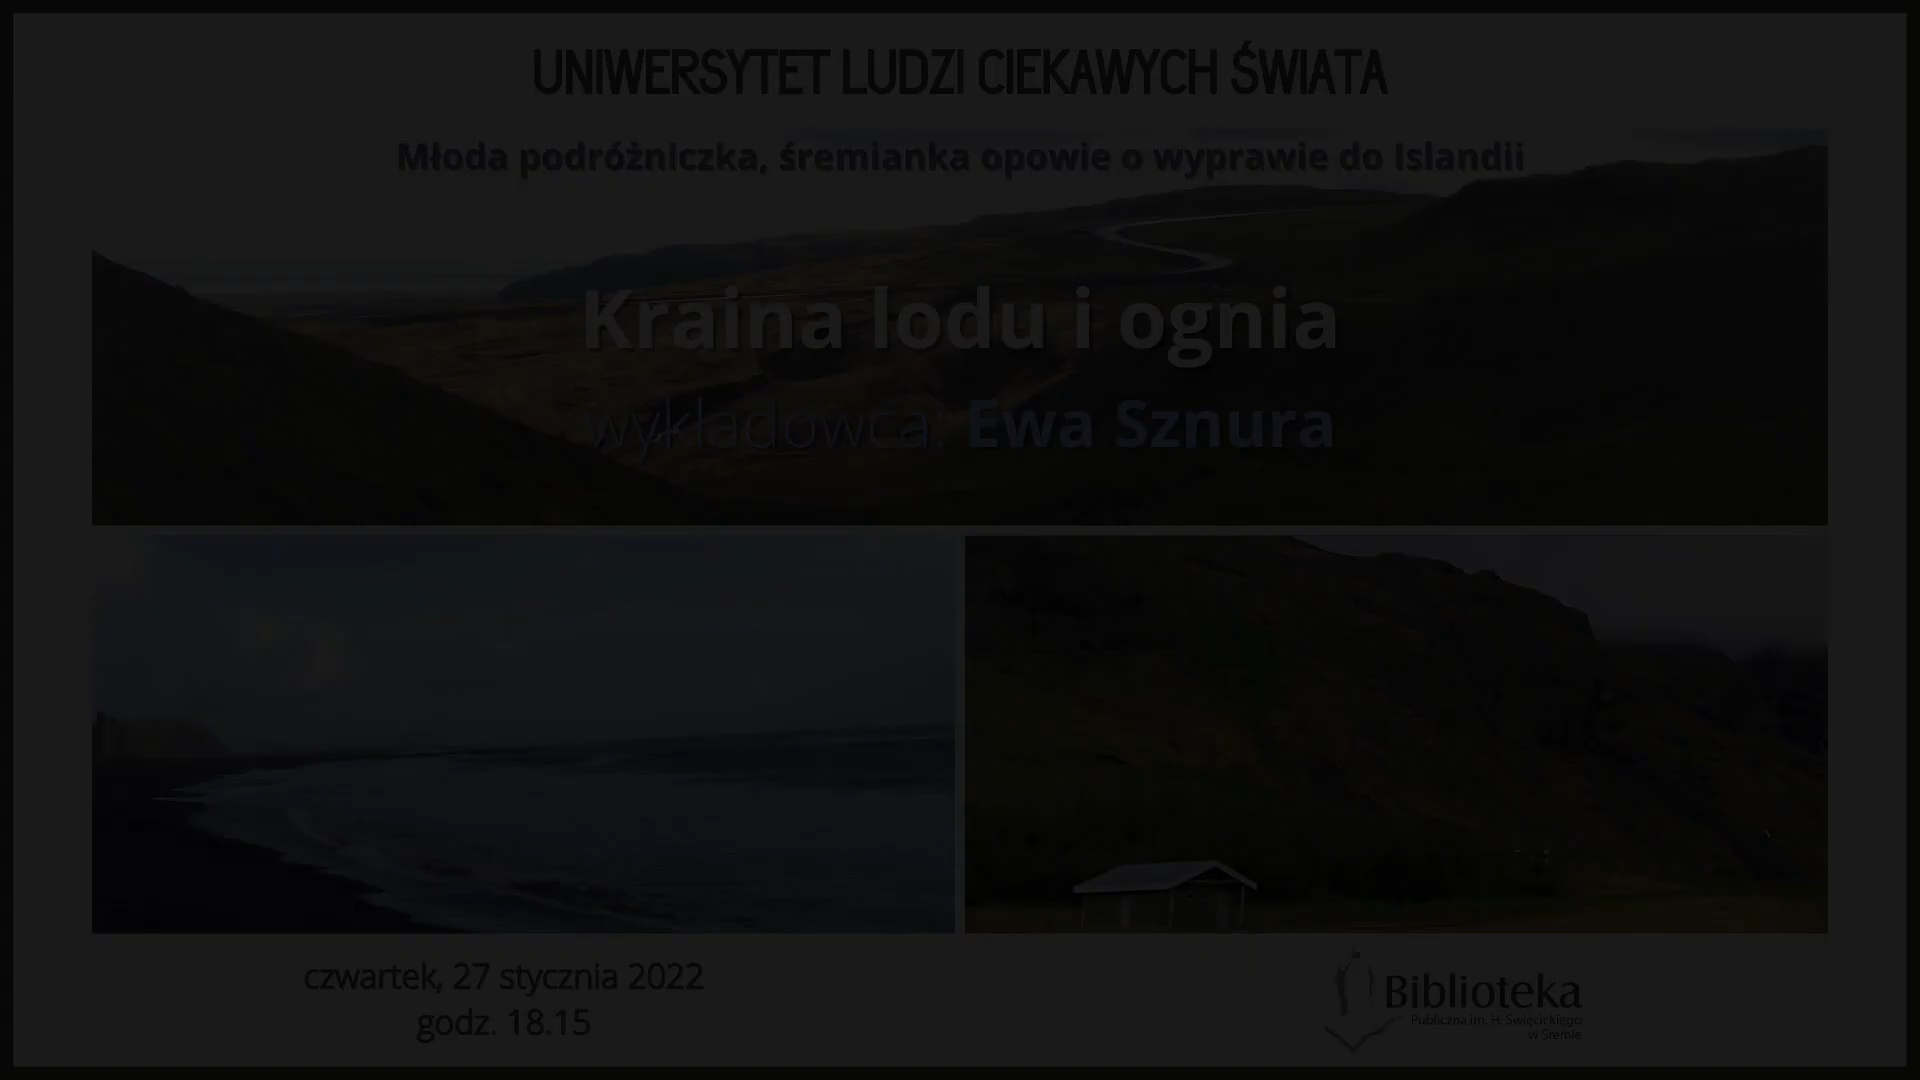 UNIWERSYTET LUDZI CIEKAWYCH ŚWIATA
Młoda podróżniczka, śremianka opowie o wyprawie do Islandii
Kraina lodu i ognia
wykładowca: Ewa Sznura
czwartek, 27 stycznia 2022
godz. 18.15
Biblioteka
Publiczna im. H. Święcickiego
w Śremie